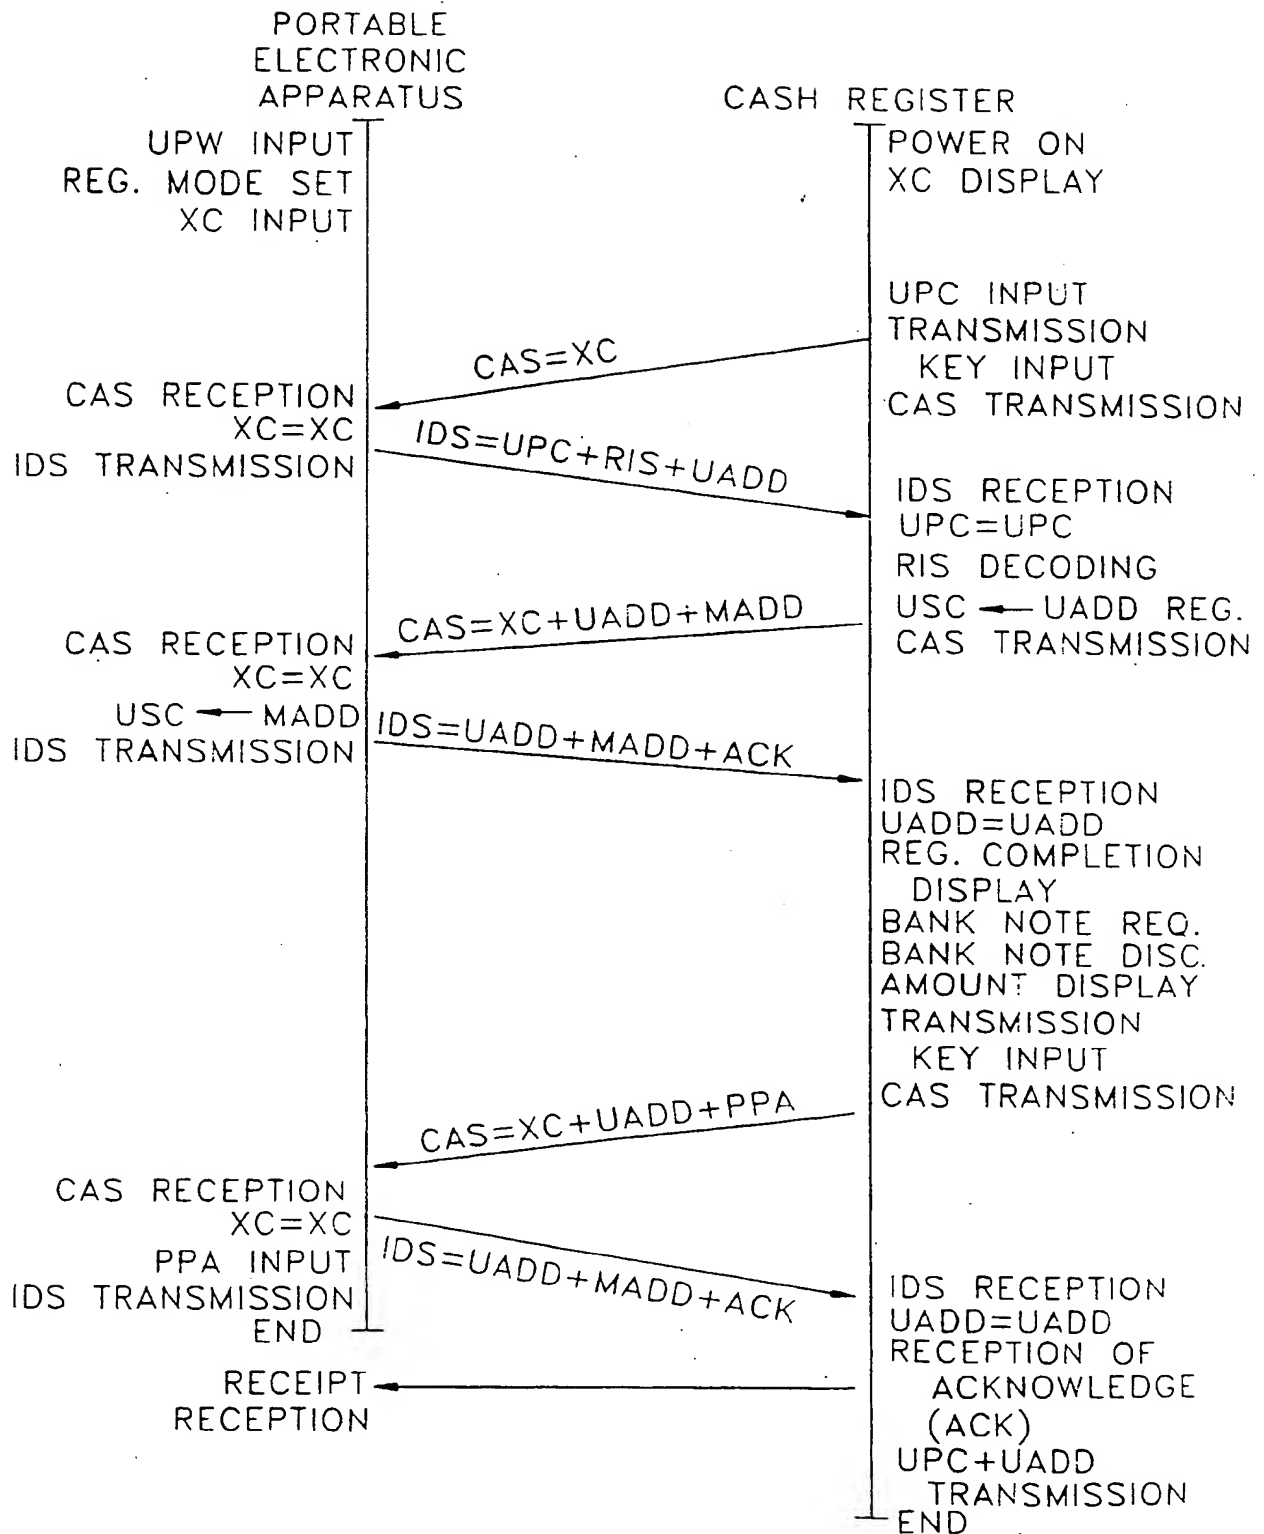 PORTABLE
ELECTRONIC
APPARATUS
CASH REGISTER
UPW INPUT
REG. MODE SET
XC INPUT
POWER ON
XC DISPLAY
UPC INPUT
TRANSMISSION
KEY INPUT
CAS TRANSMISSION
CAS=XC
CAS RECEPTION
XC=XC
IDS TRANSMISSION
IDS=UPC+RIS+UADD
IDS RECEPTION
UPC=UPC
RIS DECODING
USC ← UADD REG.
CAS TRANSMISSION
CAS=XC+UADD+MADD
CAS RECEPTION
XC=XC
USC ← MADD
IDS TRANSMISSION
IDS=UADD+MADD+ACK
IDS RECEPTION
UADD=UADD
REG. COMPLETION
DISPLAY
BANK NOTE REQ.
BANK NOTE DISC.
AMOUNT DISPLAY
TRANSMISSION
KEY INPUT
CAS TRANSMISSION
CAS=XC+UADD+PPA
CAS RECEPTION
XC=XC
PPA INPUT
IDS TRANSMISSION
END
IDS=UADD+MADD+ACK
IDS RECEPTION
UADD=UADD
RECEPTION OF
ACKNOWLEDGE
(ACK)
UPC+UADD
TRANSMISSION
END
RECEIPT
RECEPTION